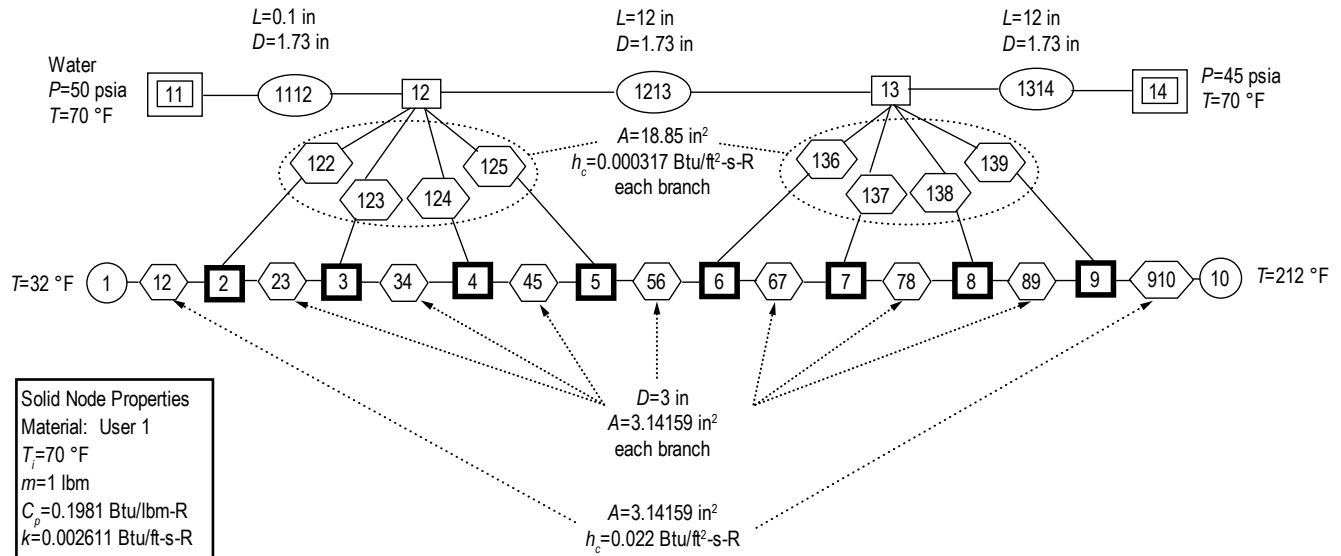 L=0.1 in
D=1.73 in
L=12 in
D=1.73 in
L=12 in
D=1.73 in
Water
P=50 psia
T=70 °F
11
1112
12
1213
13
1314
14
P=45 psia
T=70 °F
122
123
124
125
A=18.85 in²
h_c=0.000317 Btu/ft²-s-R
each branch
136
137
138
139
T=32 °F
1
12
2
23
3
34
4
45
5
56
6
67
7
78
8
89
9
910
10
T=212 °F
Solid Node Properties
Material: User 1
T_i=70 °F
m=1 lbm
C_p=0.1981 Btu/lbm-R
k=0.002611 Btu/ft-s-R
D=3 in
A=3.14159 in²
each branch
A=3.14159 in²
h_c=0.022 Btu/ft²-s-R